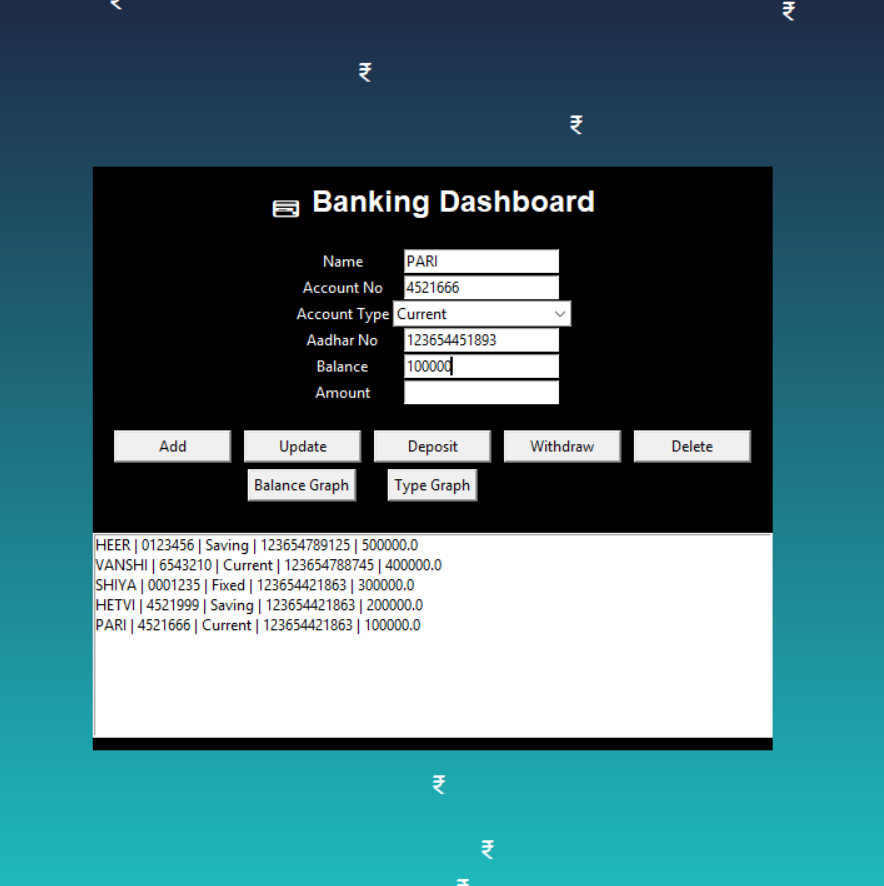 ₹
₹
₹
₹
Banking Dashboard
Name PARI
Account No 4521666
Account Type Current
Aadhar No 123654451893
Balance 100000
Amount
Add Update Deposit Withdraw Delete
Balance Graph Type Graph
HEER | 0123456 | Saving | 123654789125 | 500000.0
VANSHI | 6543210 | Current | 123654788745 | 400000.0
SHIYA | 0001235 | Fixed | 123654421863 | 300000.0
HETVI | 4521999 | Saving | 123654421863 | 200000.0
PARI | 4521666 | Current | 123654421863 | 100000.0
₹
₹
₹